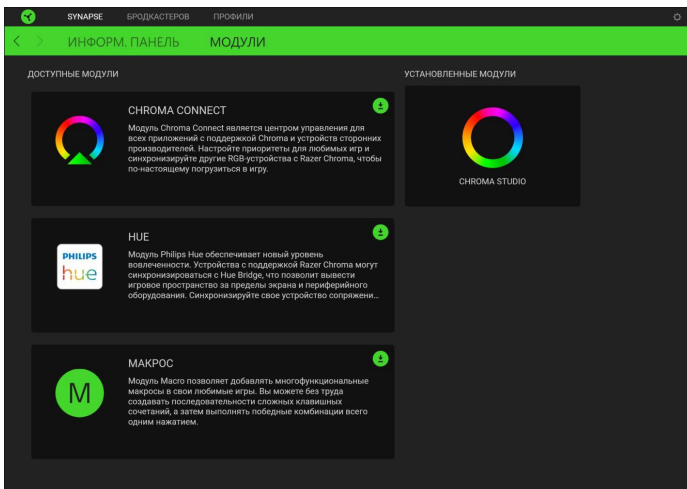 SYNAPSE БРОДКАСТЕРОВ ПРОФИЛИ
ИНФОРМ. ПАНЕЛЬ МОДУЛИ
ДОСТУПНЫЕ МОДУЛИ
CHROMA CONNECT
Модуль Chroma Connect является центром управления для
всех приложений с поддержкой Chroma и устройств сторонних
производителей. Настройте приоритеты для любимых игр и
синхронизируйте другие RGB-устройства с Razer Chroma, чтобы
по-настоящему погрузиться в игру.
PHILIPS
hue
HUE
Модуль Philips Hue обеспечивает новый уровень
вовлеченности. Устройства с поддержкой Razer Chroma могут
синхронизироваться с Hue Bridge, что позволит вывести
игровое пространство за пределы экрана и периферийного
оборудования. Синхронизируйте свое устройство сопряжени...
M
МАКРОС
Модуль Macro позволяет добавлять многофункциональные
макросы в свои любимые игры. Вы можете без труда
создавать последовательности сложных клавишных
сочетаний, а затем выполнять победные комбинации всего
одним нажатием.
УСТАНОВЛЕННЫЕ МОДУЛИ
CHROMA STUDIO